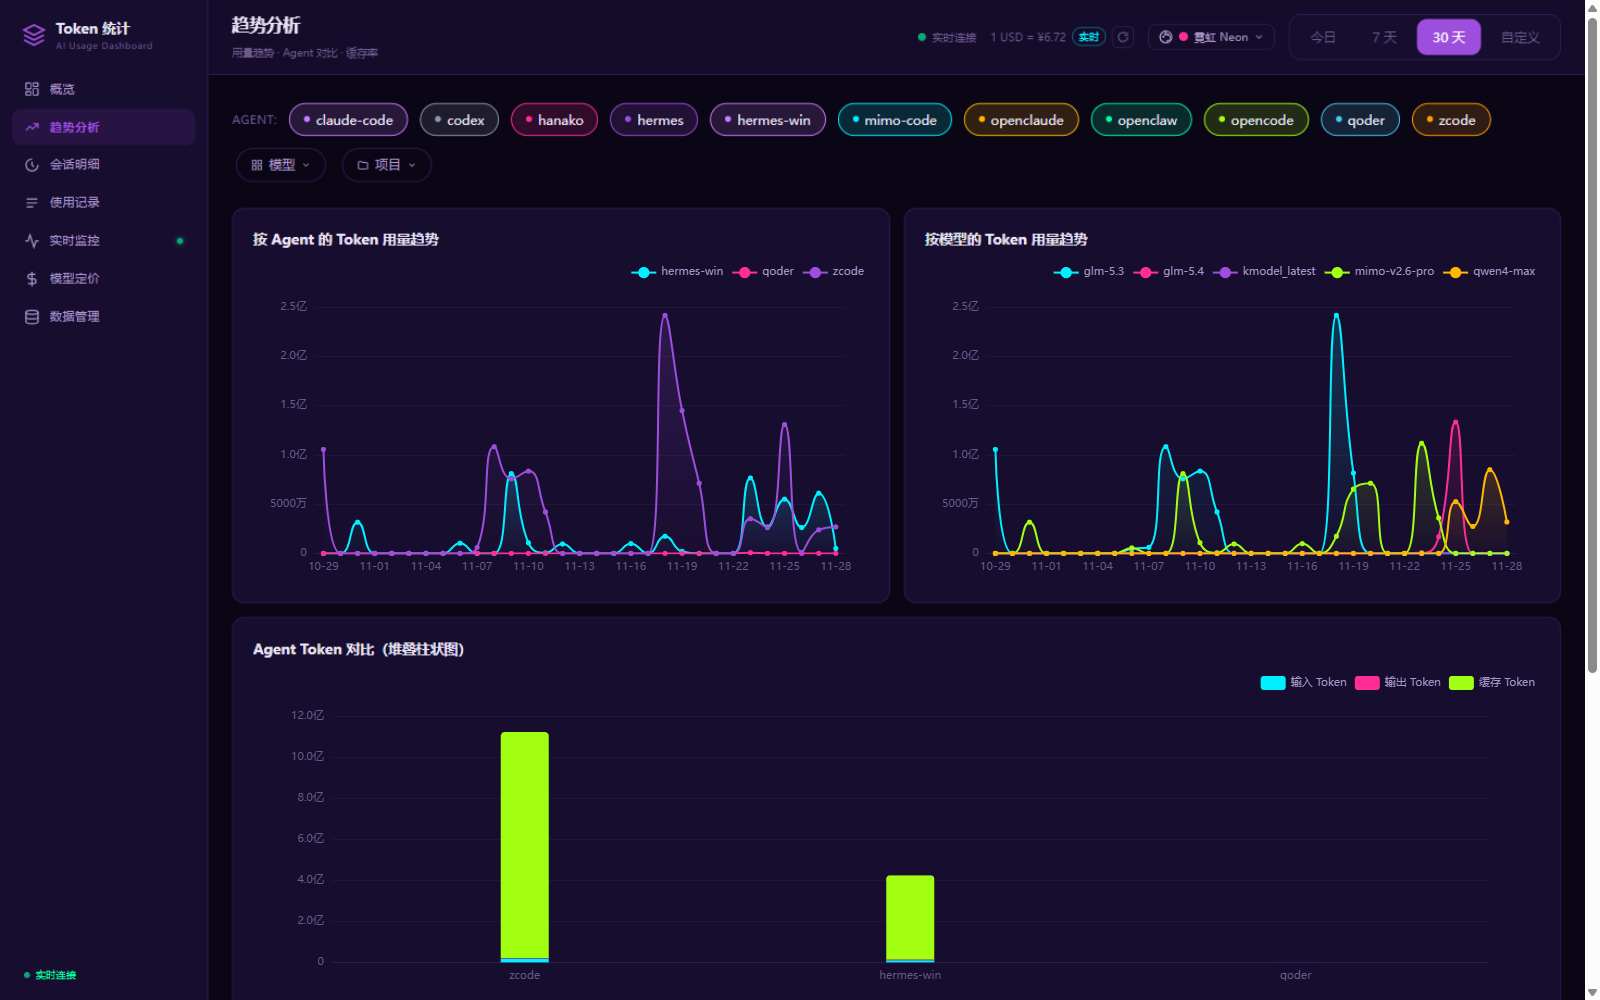 Token 统计
AI Usage Dashboard
概览
趋势分析
会话明细
使用记录
实时监控
模型定价
数据管理
实时连接
趋势分析
用量趋势 · Agent 对比 · 缓存率
实时连接
1 USD = ¥6.72
实时
霓虹 Neon
今日
7 天
30 天
自定义
AGENT:
claude-code
codex
hanako
hermes
hermes-win
mimo-code
openclaude
openclaw
opencode
qoder
zcode
模型
项目
按 Agent 的 Token 用量趋势
hermes-win
qoder
zcode
2.5亿
2.0亿
1.5亿
1.0亿
5000万
0
10-29
11-01
11-04
11-07
11-10
11-13
11-16
11-19
11-22
11-25
11-28
按模型的 Token 用量趋势
glm-5.3
glm-5.4
kmodel_latest
mimo-v2.6-pro
qwen4-max
2.5亿
2.0亿
1.5亿
1.0亿
5000万
0
10-29
11-01
11-04
11-07
11-10
11-13
11-16
11-19
11-22
11-25
11-28
Agent Token 对比（堆叠柱状图）
输入 Token
输出 Token
缓存 Token
12.0亿
10.0亿
8.0亿
6.0亿
4.0亿
2.0亿
0
zcode
hermes-win
qoder